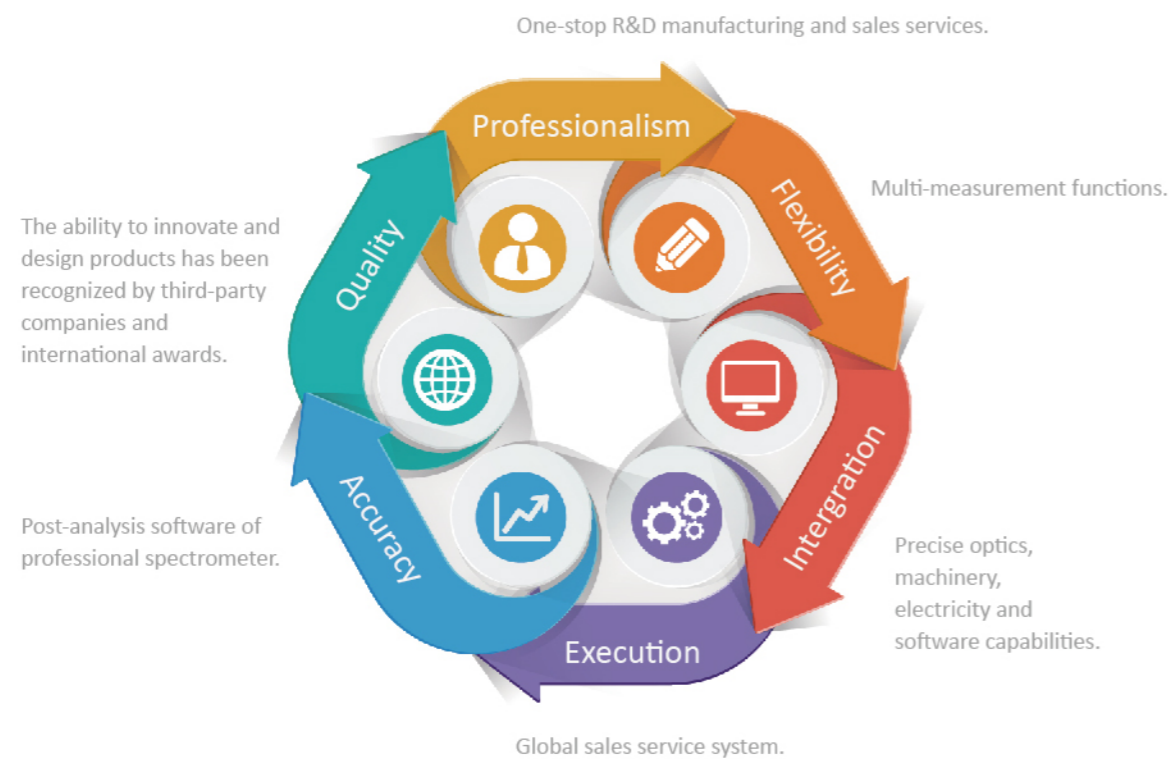 One-stop R&D manufacturing and sales services.
Professionalism
Flexibility
Multi-measurement functions.
Intergration
Precise optics,
machinery,
electricity and
software capabilities.
Execution
Global sales service system.
Accuracy
Post-analysis software of
professional spectrometer.
Quality
The ability to innovate and
design products has been
recognized by third-party
companies and
international awards.